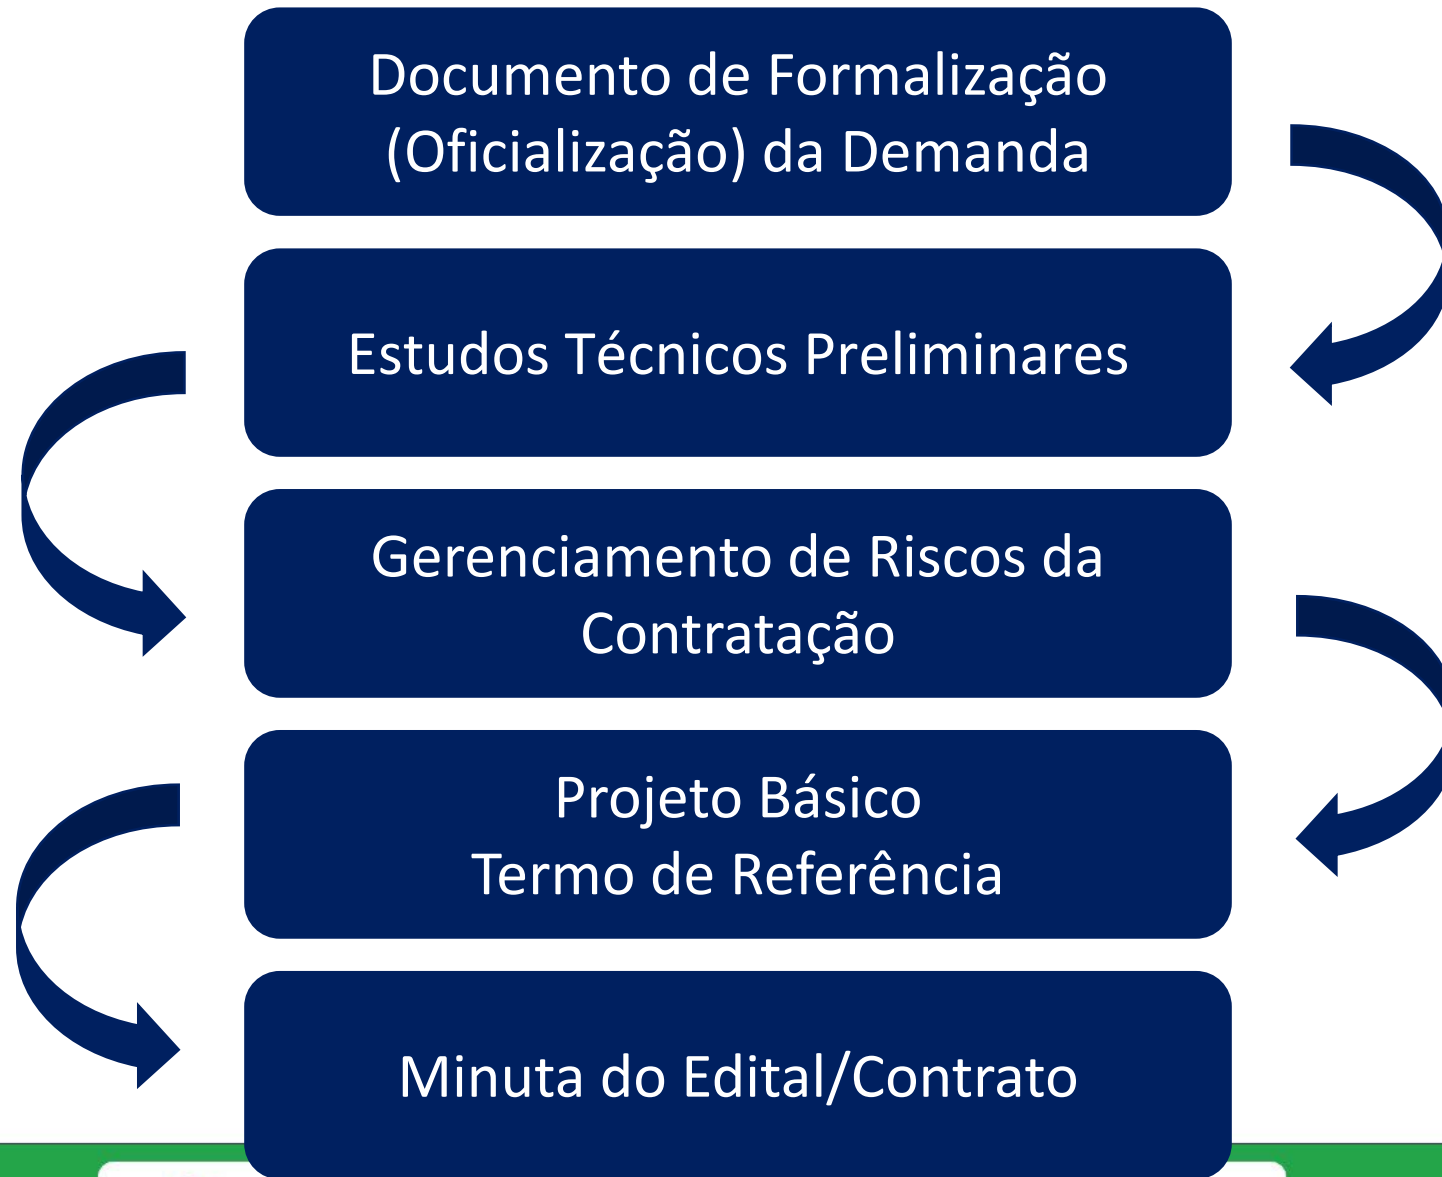 Documento de Formalização
(Oficialização) da Demanda
Estudos Técnicos Preliminares
Gerenciamento de Riscos da
Contratação
Projeto Básico
Termo de Referência
Minuta do Edital/Contrato